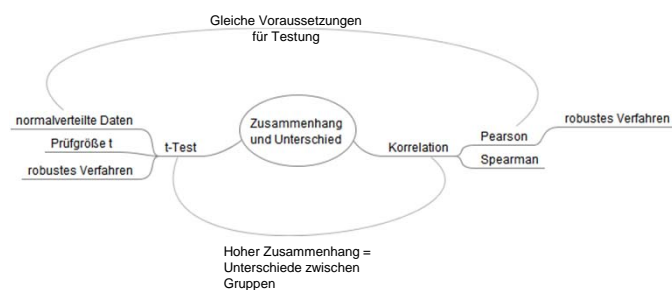 Gleiche Voraussetzungen
für Testung
normalverteilte Daten
Prüfgröße t
robustes Verfahren
t-Test
Zusammenhang
und Unterschied
Korrelation
Pearson
robustes Verfahren
Spearman
Hoher Zusammenhang =
Unterschiede zwischen
Gruppen